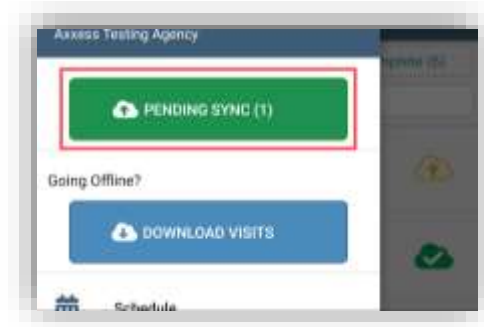 Axxess Testing Agency
PENDING SYNC (1)
Going Offline?
DOWNLOAD VISITS
Schedule